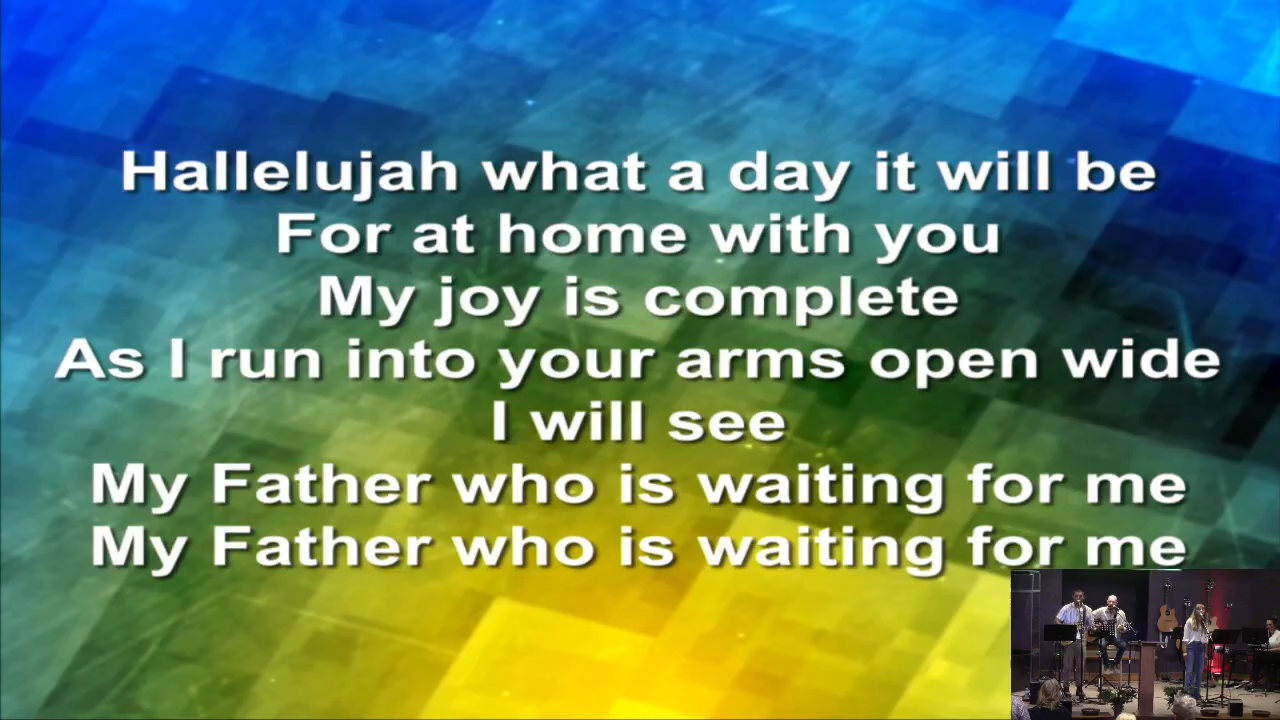 Hallelujah what a day it will be
For at home with you
My joy is complete
As I run into your arms open wide
I will see
My Father who is waiting for me
My Father who is waiting for me